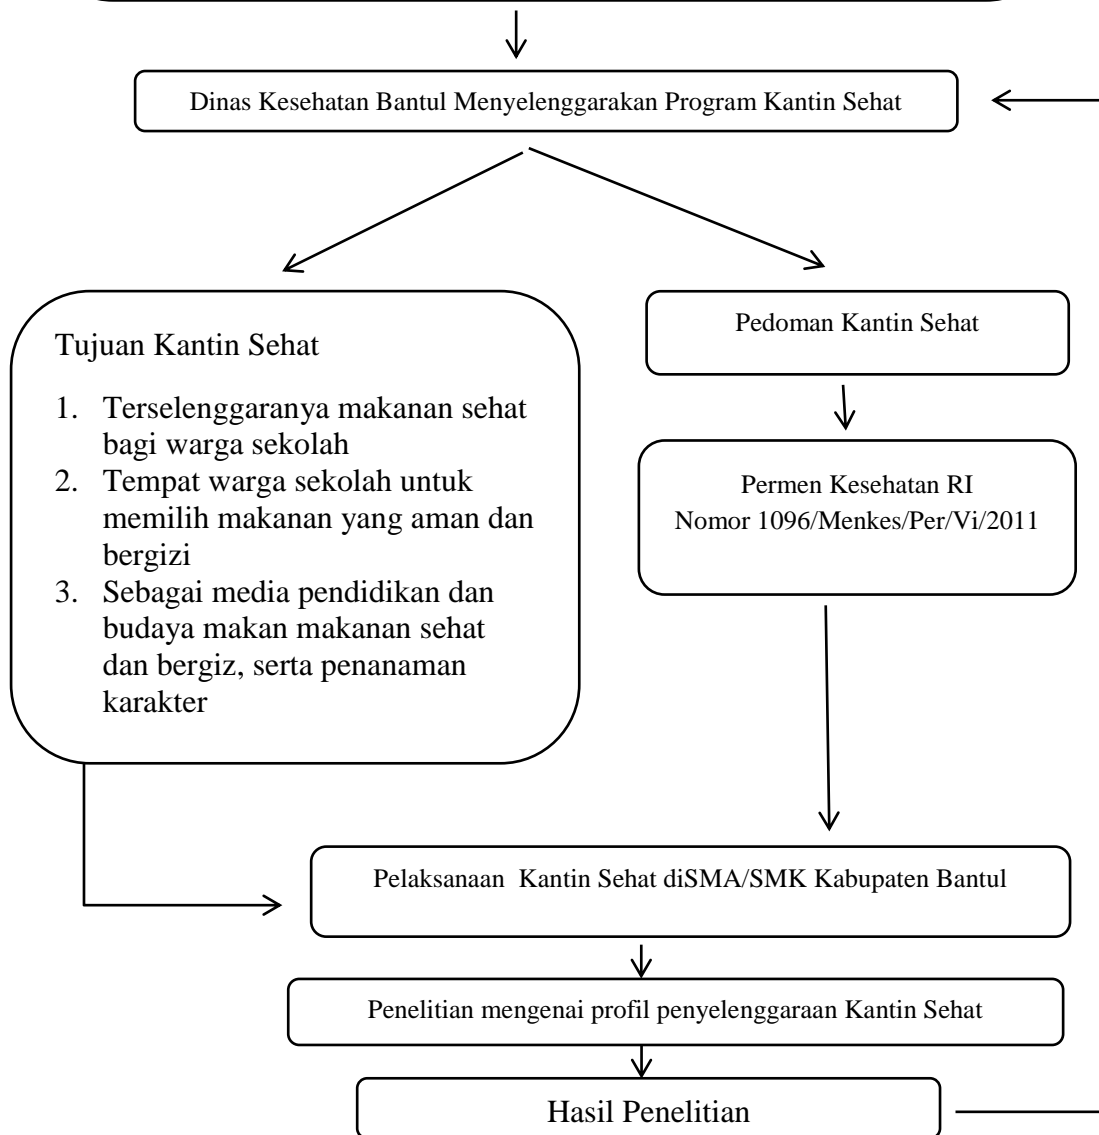 Dinas Kesehatan Bantul Menyelenggarakan Program Kantin Sehat
Tujuan Kantin Sehat
1. Terselenggaranya makanan sehat
bagi warga sekolah
2. Tempat warga sekolah untuk
memilih makanan yang aman dan
bergizi
3. Sebagai media pendidikan dan
budaya makan makanan sehat
dan bergiz, serta penanaman
karakter
Pedoman Kantin Sehat
Permen Kesehatan RI
Nomor 1096/Menkes/Per/Vi/2011
Pelaksanaan Kantin Sehat diSMA/SMK Kabupaten Bantul
Penelitian mengenai profil penyelenggaraan Kantin Sehat
Hasil Penelitian